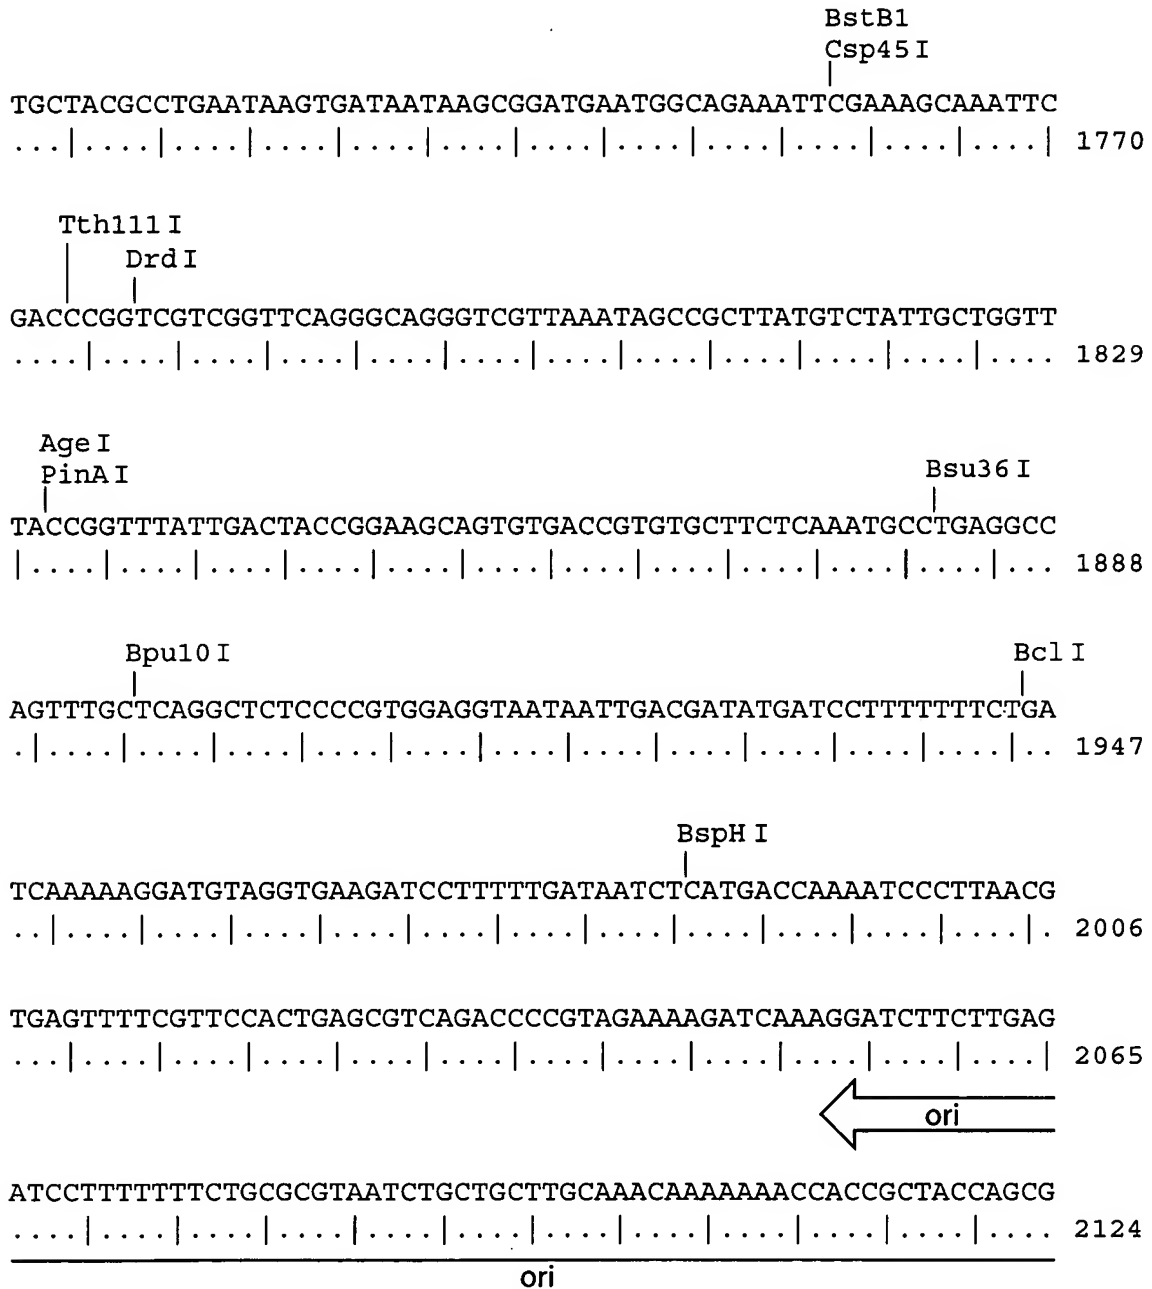 BstB1
Csp45 I
TGCTACGCCTGAATAAGTGATAATAAGCGGATGAATGGCAGAAATTCGAAAGCAAATTC
...|....|....|....|....|....|....|....|....|....|....|....| 1770
Tth111 I
Drd I
GACCCGGTCGTCGGTTCAGGGCAGGGTCGTTAAATAGCCGCTTATGTCTATTGCTGGTT
....|....|....|....|....|....|....|....|....|....|....|.... 1829
Age I
PinA I
Bsu36 I
TACCGGTTTATTGACTACCGGAAGCAGTGTGACCGTGTGCTTCTCAAATGCCTGAGGCC
|....|....|....|....|....|....|....|....|....|....|....|... 1888
Bpu10 I
Bcl I
AGTTTGCTCAGGCTCTCCCCGTGGAGGTAATAATTGACGATATGATCCTTTTTTTCTGA
.|....|....|....|....|....|....|....|....|....|....|....|.. 1947
BspH I
TCAAAAAGGATGTAGGTGAAGATCCTTTTTGATAATCTCATGACCAAAATCCCTTAACG
..|....|....|....|....|....|....|....|....|....|....|....|. 2006
TGAGTTTTCGTTCCACTGAGCGTCAGACCCCGTAGAAAAGATCAAAGGATCTTCTTGAG
...|....|....|....|....|....|....|....|....|....|....|....| 2065
ori
ATCCTTTTTTTCTGCGCGTAATCTGCTGCTTGCAAACAAAAAAACCACCGCTACCAGCG
....|....|....|....|....|....|....|....|....|....|....|.... 2124
ori